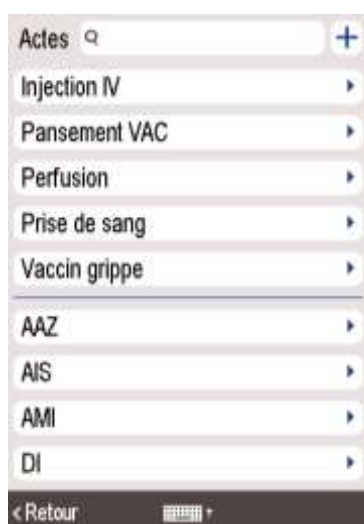 Actes
Injection IV
Pansement VAC
Perfusion
Prise de sang
Vaccin grippe
AAZ
AIS
AMI
DI
< Retour